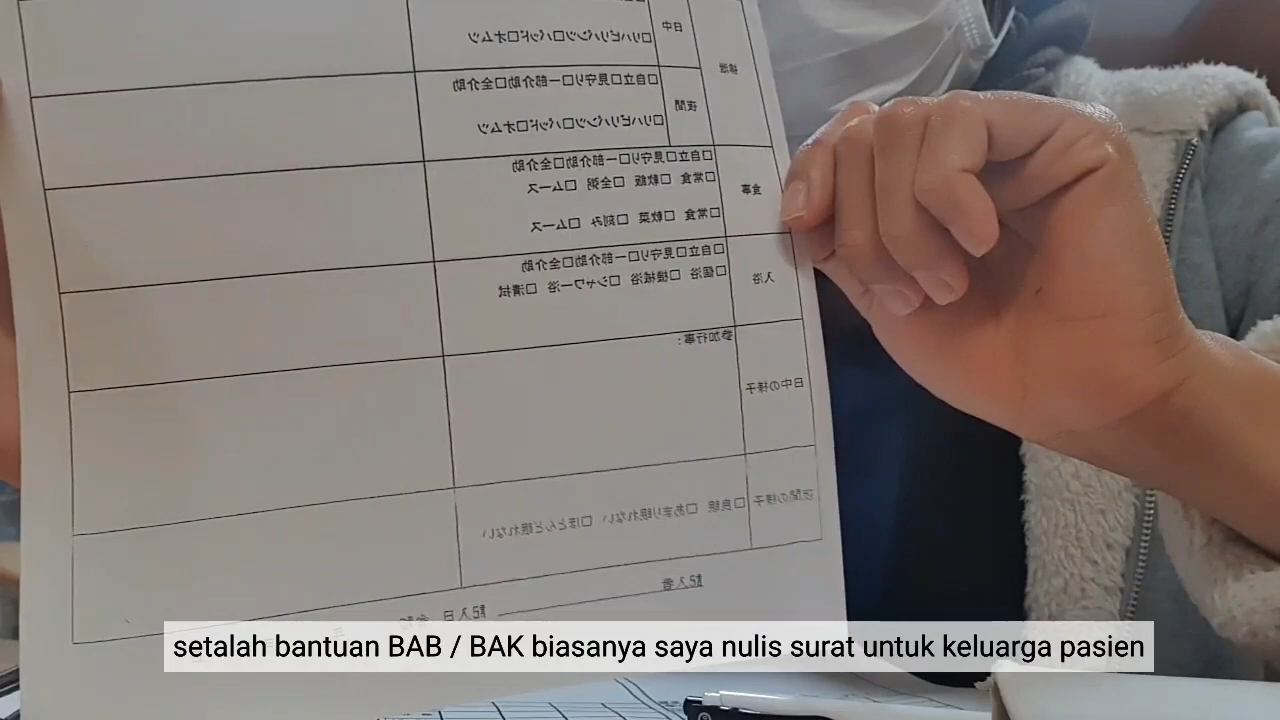 日中
□リハビリパンツ□パッド□オムツ
排泄
夜間
□自立□見守り□一部介助□全介助
□リハビリパンツ□パッド□オムツ
食事
□自立□見守り□一部介助□全介助
□常食 □軟飯 □全粥 □ムース
□常食 □軟菜 □刻み □ムース
入浴
□自立□見守り□一部介助□全介助
□個浴 □機械浴 □シャワー浴 □清拭
日中の様子
参加行事:
夜間の様子
□良眠 □あまり眠れない □ほとんど眠れない
記入者
記入日 令和
setelah bantuan BAB / BAK biasanya saya nulis surat untuk keluarga pasien